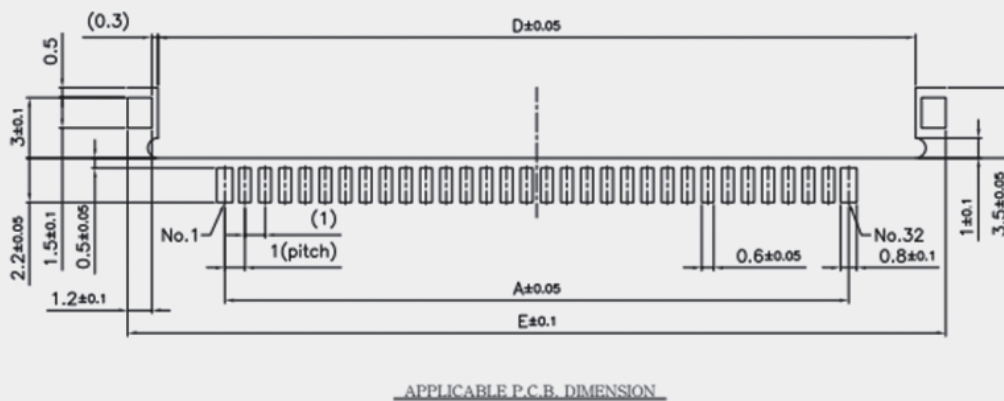 (0.3)
D±0.05
0.5
3±0.1
2.2±0.05
1.5±0.1
0.5±0.05
No.1
(1)
1(pitch)
No.32
0.6±0.05
0.8±0.1
1±0.1
3.5±0.05
A±0.05
1.2±0.1
E±0.1
APPLICABLE P.C.B. DIMENSION